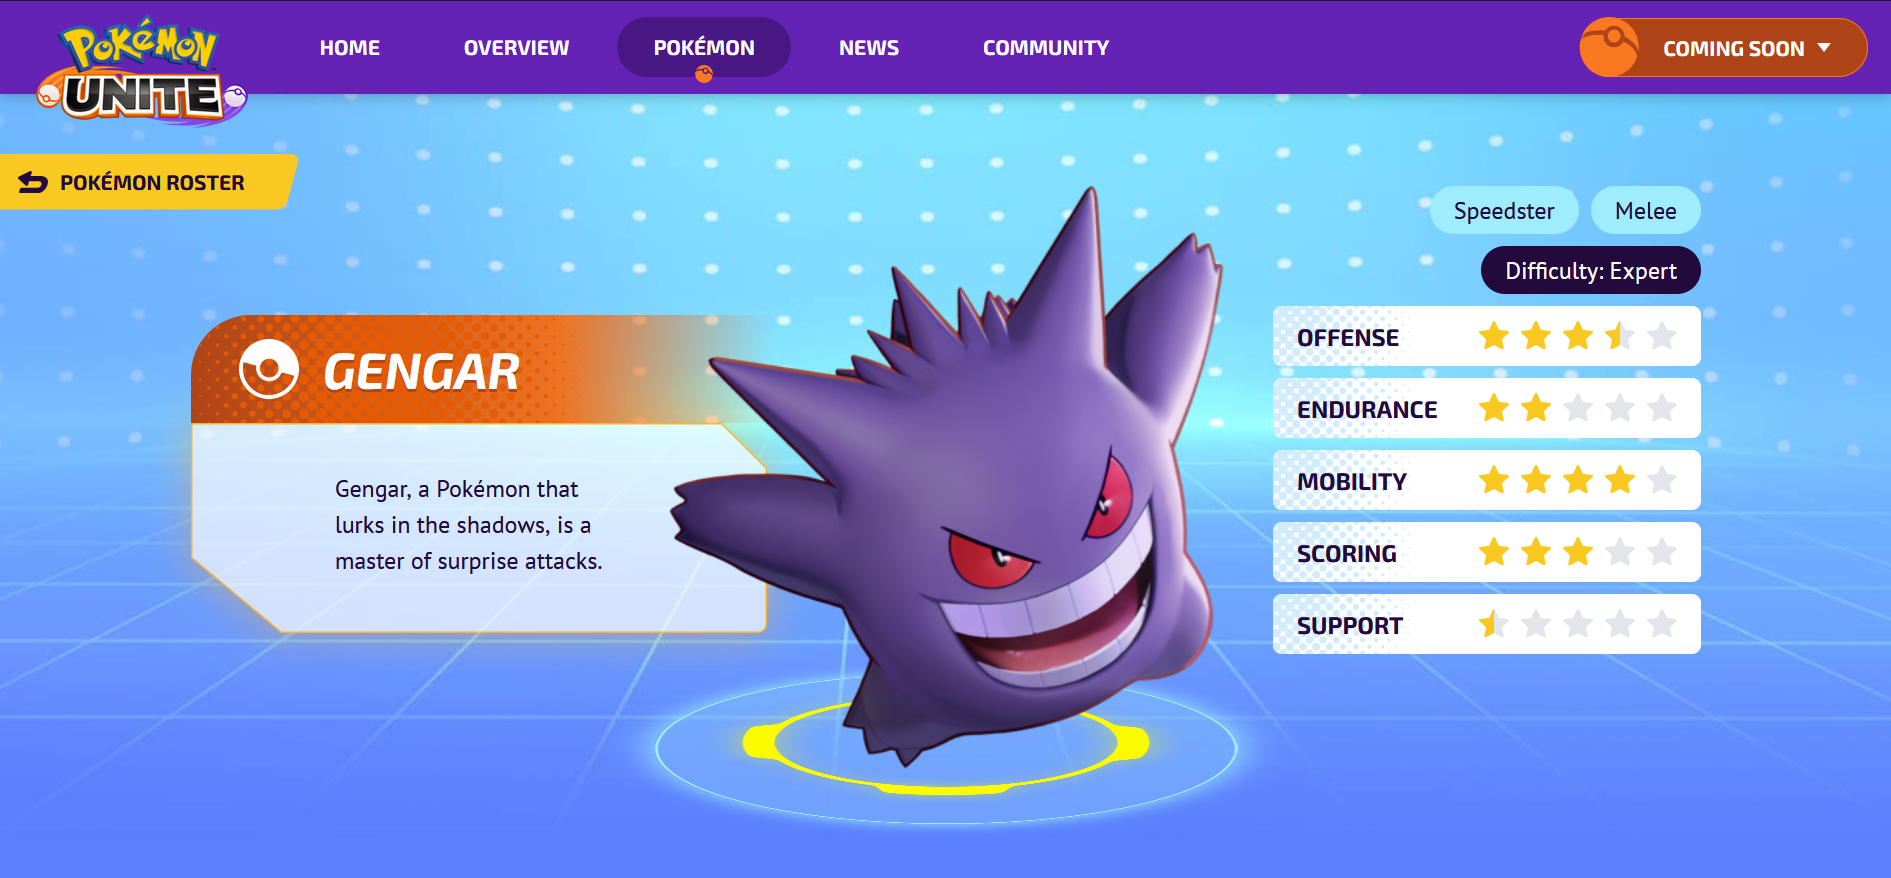 Pokémon
UNITE
HOME
OVERVIEW
POKÉMON
NEWS
COMMUNITY
COMING SOON
POKÉMON ROSTER
GENGAR
Gengar, a Pokémon that
lurks in the shadows, is a
master of surprise attacks.
Speedster
Melee
Difficulty: Expert
OFFENSE
ENDURANCE
MOBILITY
SCORING
SUPPORT